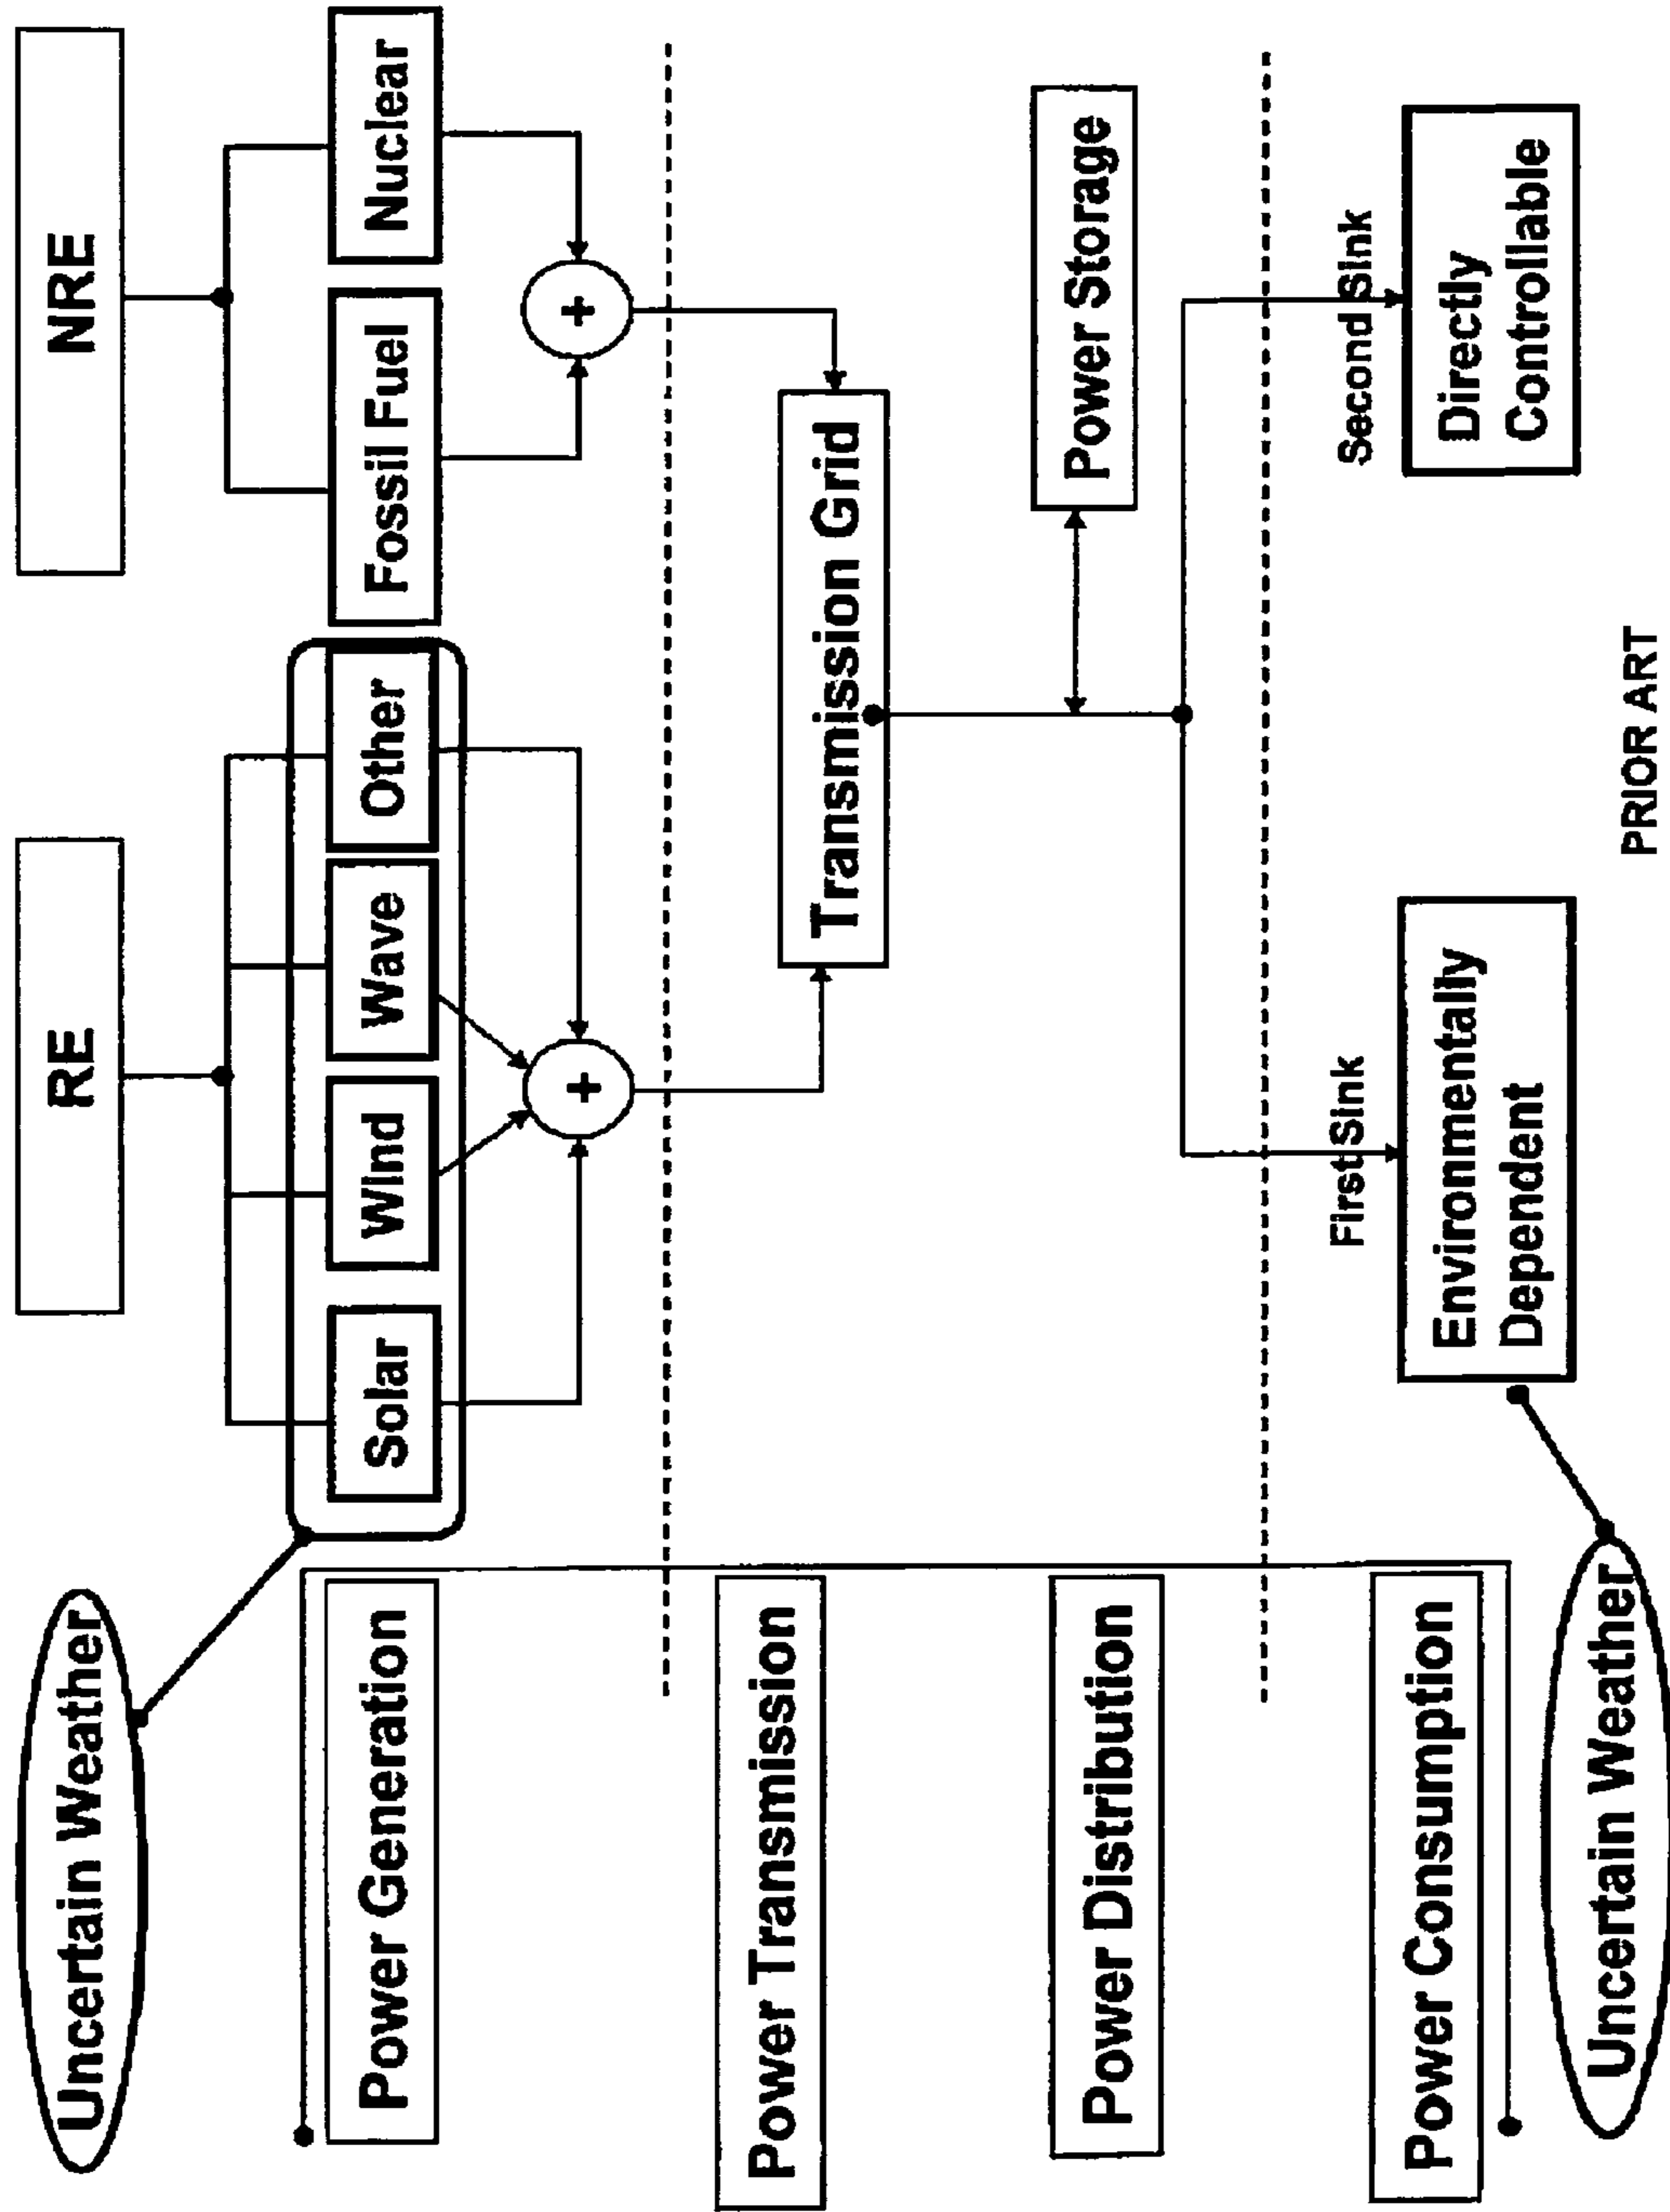 Uncertain Weather
RE
NRE
Power Generation
Solar
Wind
Wave
Other
Fossil Fuel
Nuclear
+
+
Power Transmission
Transmission Grid
Power Distribution
Power Storage
First Sink
Second Sink
Power Consumption
Environmentally
Dependent
Directly
Controllable
Uncertain Weather
PRIOR ART